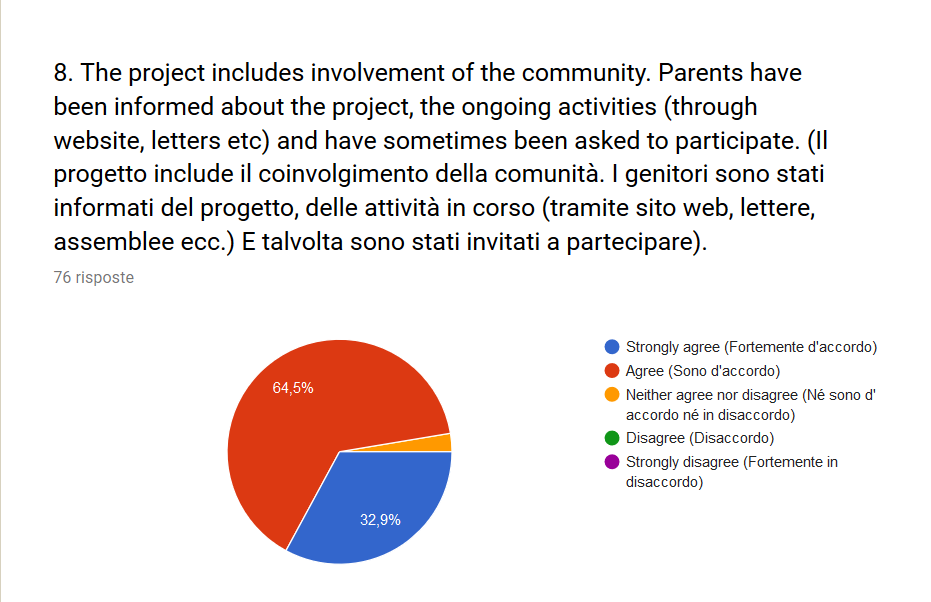 8. The project includes involvement of the community. Parents have
been informed about the project, the ongoing activities (through
website, letters etc) and have sometimes been asked to participate. (Il
progetto include il coinvolgimento della comunità. I genitori sono stati
informati del progetto, delle attività in corso (tramite sito web, lettere,
assemblee ecc.) E talvolta sono stati invitati a partecipare).
76 risposte
64,5%
32,9%
Strongly agree (Fortemente d'accordo)
Agree (Sono d'accordo)
Neither agree nor disagree (Né sono d'
accordo né in disaccordo)
Disagree (Disaccordo)
Strongly disagree (Fortemente in
disaccordo)